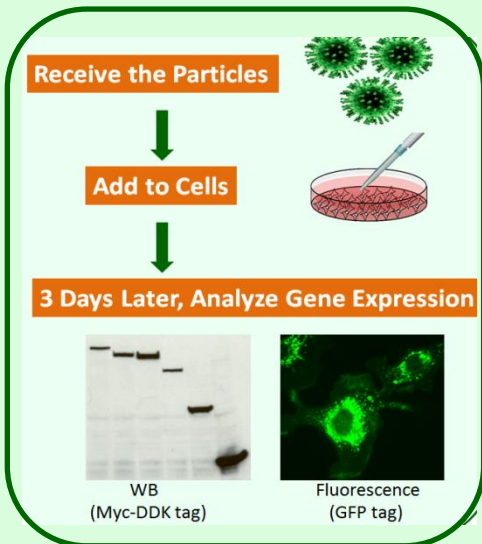 Receive the Particles
Add to Cells
3 Days Later, Analyze Gene Expression
WB
(Myc-DDK tag)
Fluorescence
(GFP tag)